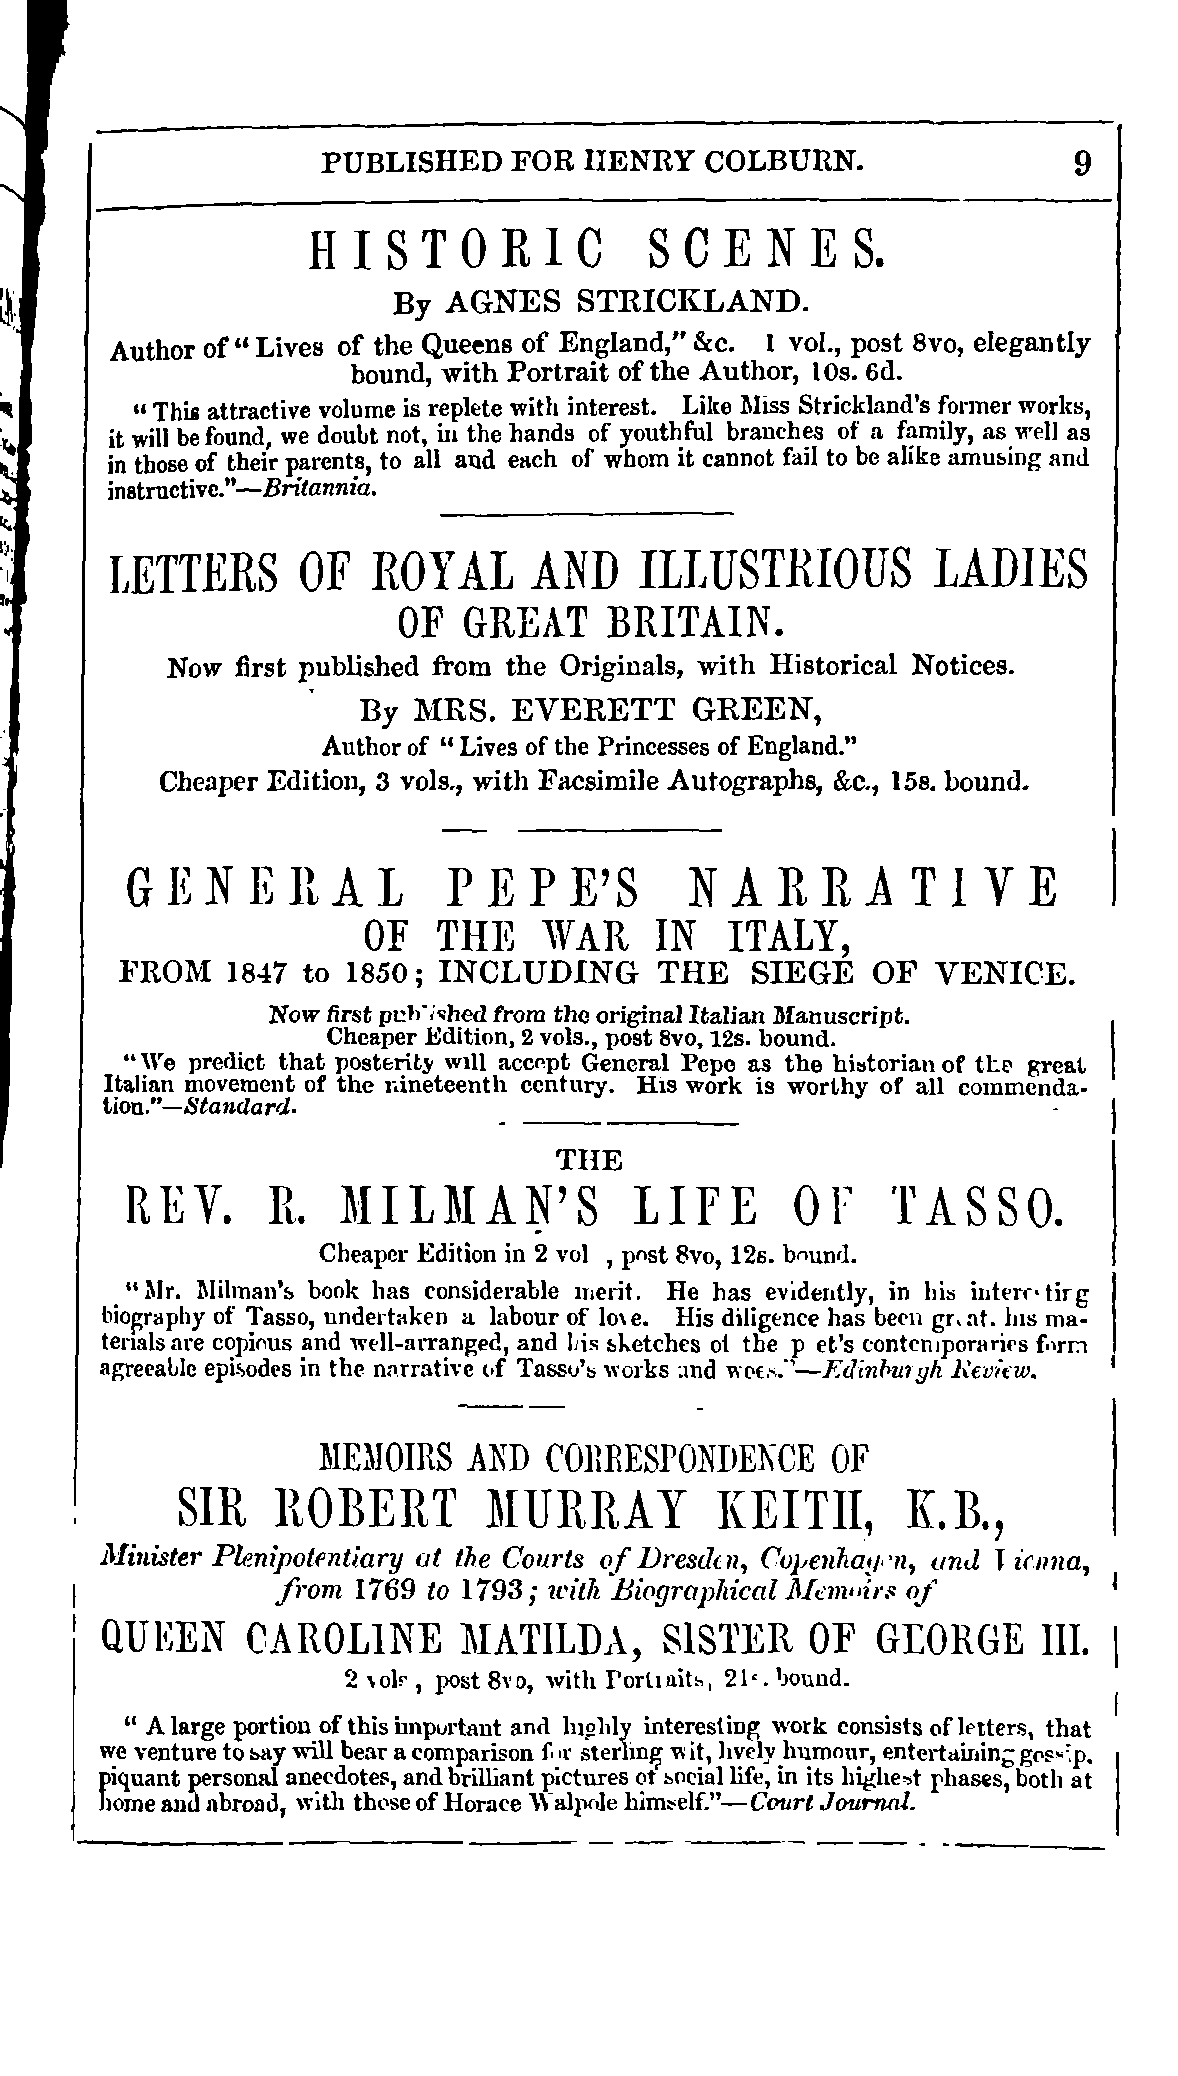 PUBLISHED FOR HENRY COLBURN. 9
HISTORIC SCENES.
By AGNES STRICKLAND.
Author of "Lives of the Queens of England," &c. 1 vol., post 8vo, elegantly
bound, with Portrait of the Author, 10s. 6d.
"This attractive volume is replete with interest. Like Miss Strickland's former works,
it will be found, we doubt not, in the hands of youthful branches of a family, as well as
in those of their parents, to all and each of whom it cannot fail to be alike amusing and
instructive."—Britannia.
LETTERS OF ROYAL AND ILLUSTRIOUS LADIES
OF GREAT BRITAIN.
Now first published from the Originals, with Historical Notices.
By MRS. EVERETT GREEN,
Author of "Lives of the Princesses of England."
Cheaper Edition, 3 vols., with Facsimile Autographs, &c., 15s. bound.
GENERAL PEPE'S NARRATIVE
OF THE WAR IN ITALY,
FROM 1847 to 1850; INCLUDING THE SIEGE OF VENICE.
Now first published from the original Italian Manuscript.
Cheaper Edition, 2 vols., post 8vo, 12s. bound.
"We predict that posterity will accept General Pepe as the historian of the great
Italian movement of the nineteenth century. His work is worthy of all commenda-
tion."—Standard.
THE
REV. R. MILMAN'S LIFE OF TASSO.
Cheaper Edition in 2 vol , post 8vo, 12s. bound.
"Mr. Milman's book has considerable merit. He has evidently, in his interesting
biography of Tasso, undertaken a labour of love. His diligence has been great. his ma-
terials are copious and well-arranged, and his sketches of the p et's contemporaries form
agreeable episodes in the narrative of Tasso's works and woes."—Edinburgh Review.
MEMOIRS AND CORRESPONDENCE OF
SIR ROBERT MURRAY KEITH, K.B.,
Minister Plenipotentiary at the Courts of Dresden, Copenhagen, and Vienna,
from 1769 to 1793; with Biographical Memoirs of
QUEEN CAROLINE MATILDA, SISTER OF GEORGE III.
2 vols , post 8vo, with Portraits, 21s. bound.
"A large portion of this important and highly interesting work consists of letters, that
we venture to say will bear a comparison for sterling wit, lively humour, entertaining gossip,
piquant personal anecdotes, and brilliant pictures of social life, in its highest phases, both at
home and abroad, with those of Horace Walpole himself."—Court Journal.